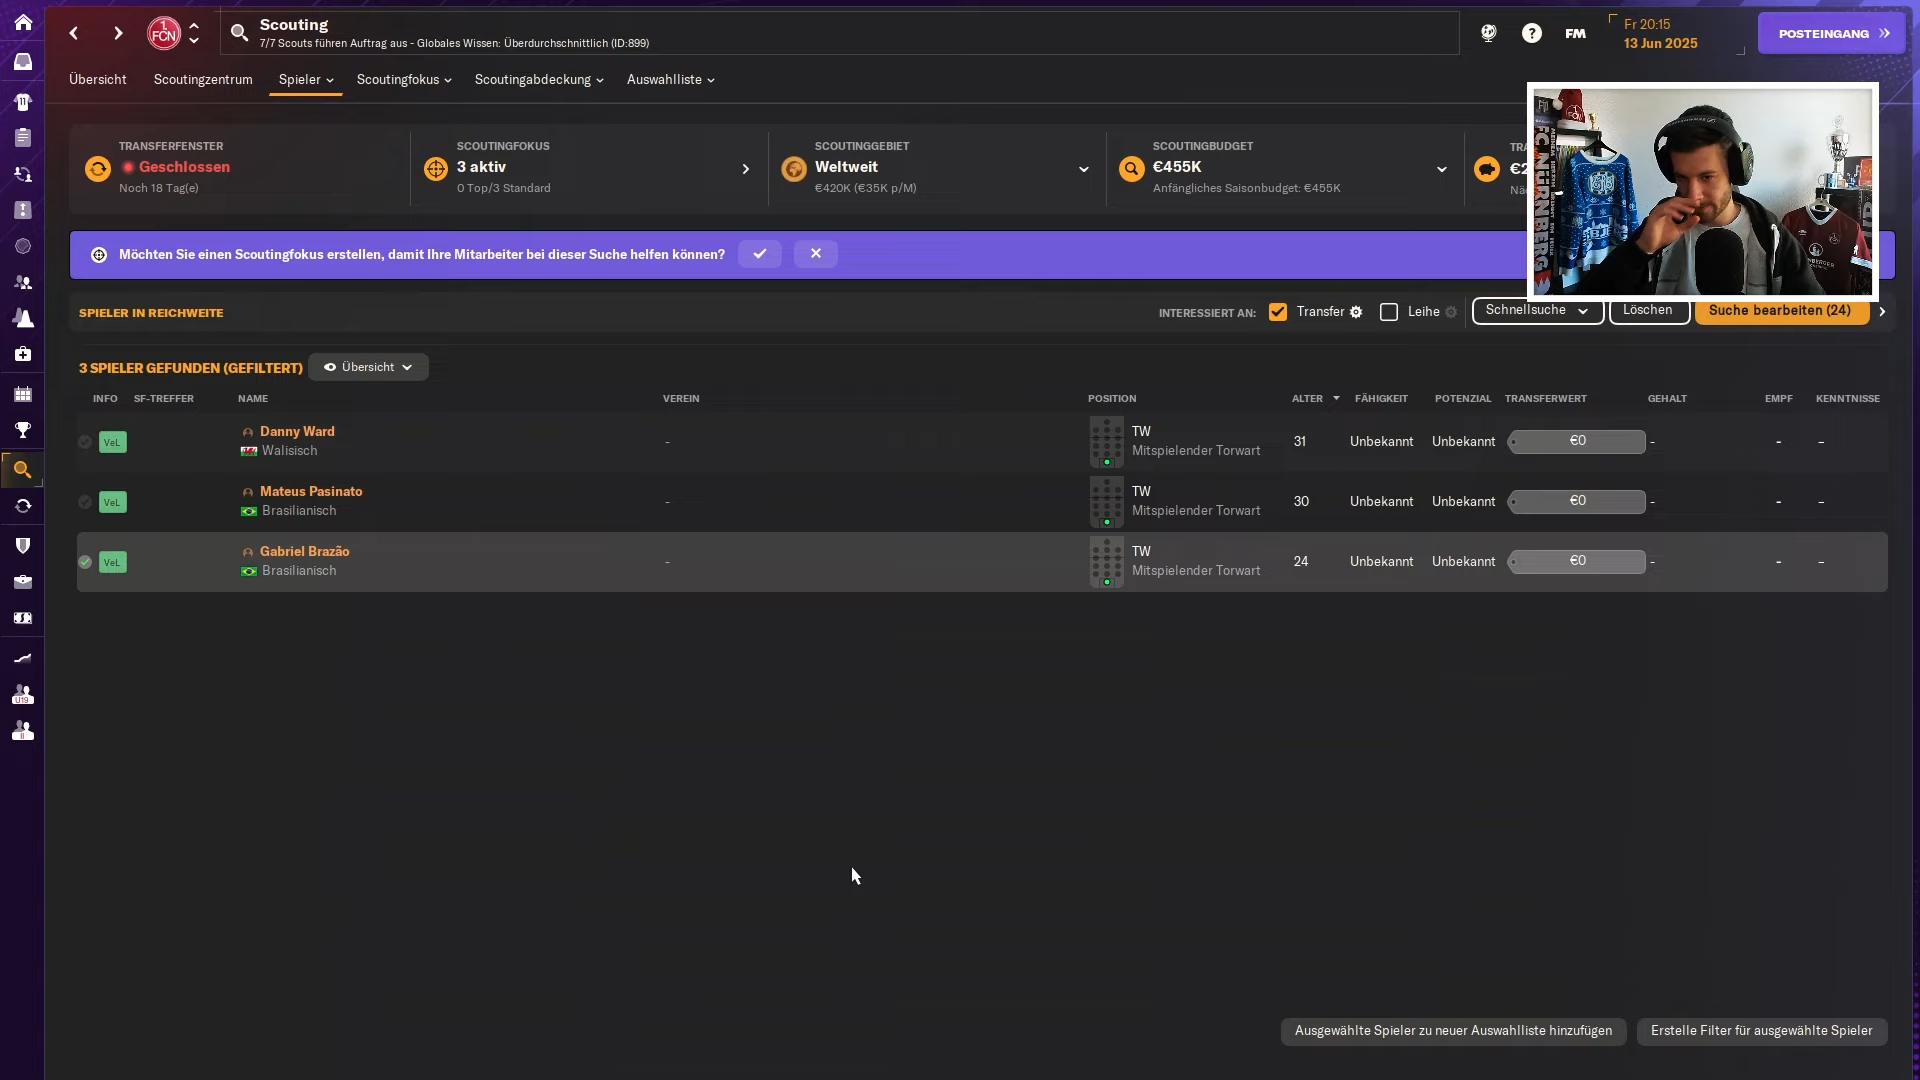 1. FCN
Scouting
7/7 Scouts führen Auftrag aus - Globales Wissen: Überdurchschnittlich (ID:899)
FM
Fr 20:15
13 Jun 2025
POSTEINGANG
Übersicht
Scoutingzentrum
Spieler
Scoutingfokus
Scoutingabdeckung
Auswahlliste
TRANSFERFENSTER
Geschlossen
Noch 18 Tag(e)
SCOUTINGFOKUS
3 aktiv
0 Top/3 Standard
SCOUTINGGEBIET
Weltweit
€420K (€35K p/M)
SCOUTINGBUDGET
€455K
Anfängliches Saisonbudget: €455K
Möchten Sie einen Scoutingfokus erstellen, damit Ihre Mitarbeiter bei dieser Suche helfen können?
SPIELER IN REICHWEITE
INTERESSIERT AN:
Transfer
Leihe
Schnellsuche
Löschen
Suche bearbeiten (24)
3 SPIELER GEFUNDEN (GEFILTERT)
Übersicht
INFO SF-TREFFER NAME VEREIN POSITION ALTER FÄHIGKEIT POTENZIAL TRANSFERWERT GEHALT EMPF KENNTNISSE
VeL Danny Ward - TW 31 Unbekannt Unbekannt €0 - - -
Walisisch Mitspielender Torwart
VeL Mateus Pasinato - TW 30 Unbekannt Unbekannt €0 - - -
Brasilianisch Mitspielender Torwart
VeL Gabriel Brazão - TW 24 Unbekannt Unbekannt €0 - - -
Brasilianisch Mitspielender Torwart
U19
II
Ausgewählte Spieler zu neuer Auswahlliste hinzufügen
Erstelle Filter für ausgewählte Spieler